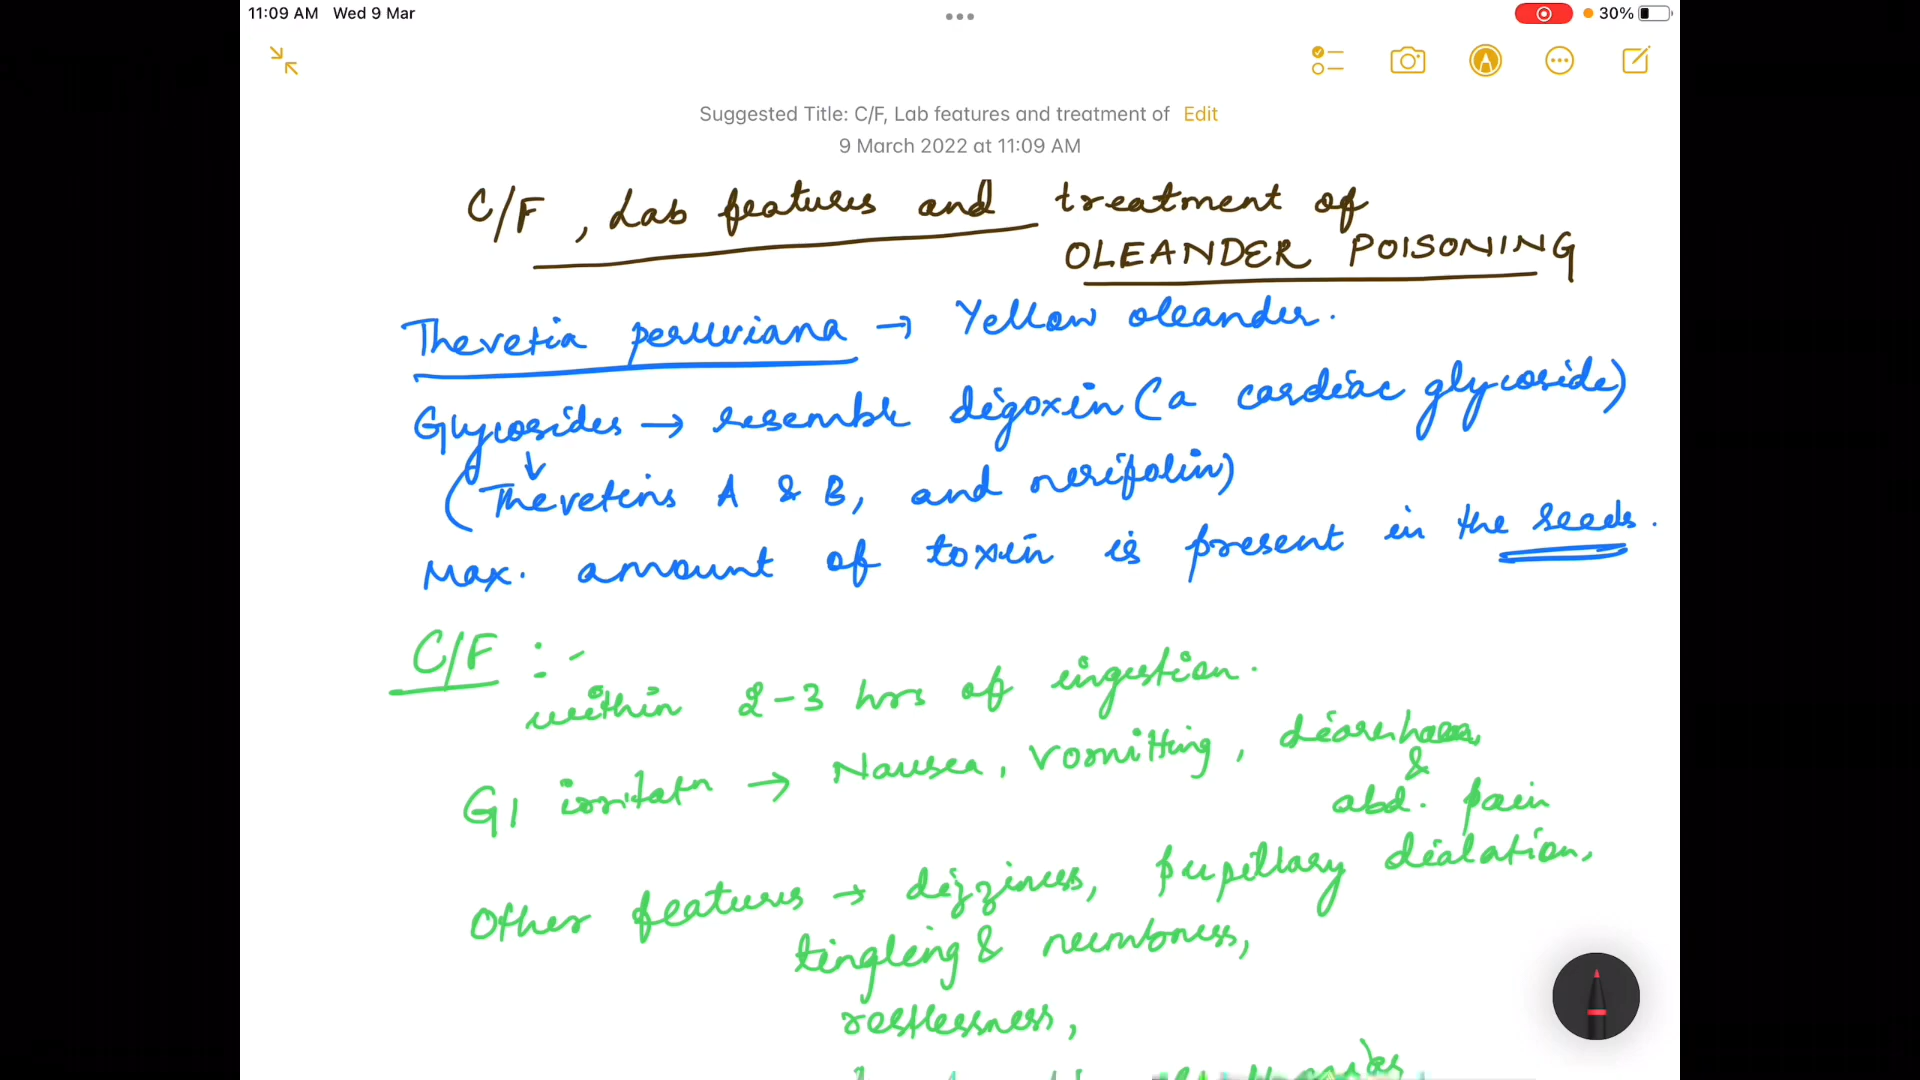 11:09 AM Wed 9 Mar
30%
Suggested Title: C/F, Lab features and treatment of Edit
9 March 2022 at 11:09 AM
C/F, Lab features and treatment of
OLEANDER POISONING
Thevetia peruviana → Yellow oleander.
Glycosides → resemble digoxin (a cardiac glycoside)
↓
(Thevetins A & B, and nerifolin)
Max. amount of toxin is present in the seeds.
C/F :-
within 2-3 hrs of ingestion.
GI irritatn → Nausea, Vomitting, diarrhoea,
&
abd. pain
Other features → dizziness, pupillary dialation,
tingling & numbness,
restlessness,